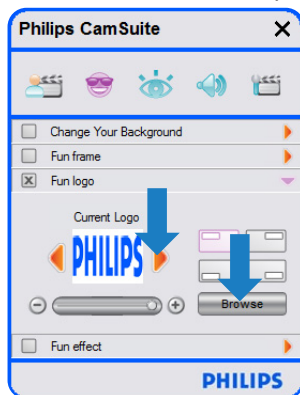 Philips CamSuite
Change Your Background
Fun frame
Fun logo
Current Logo
PHILIPS
Browse
Fun effect
PHILIPS